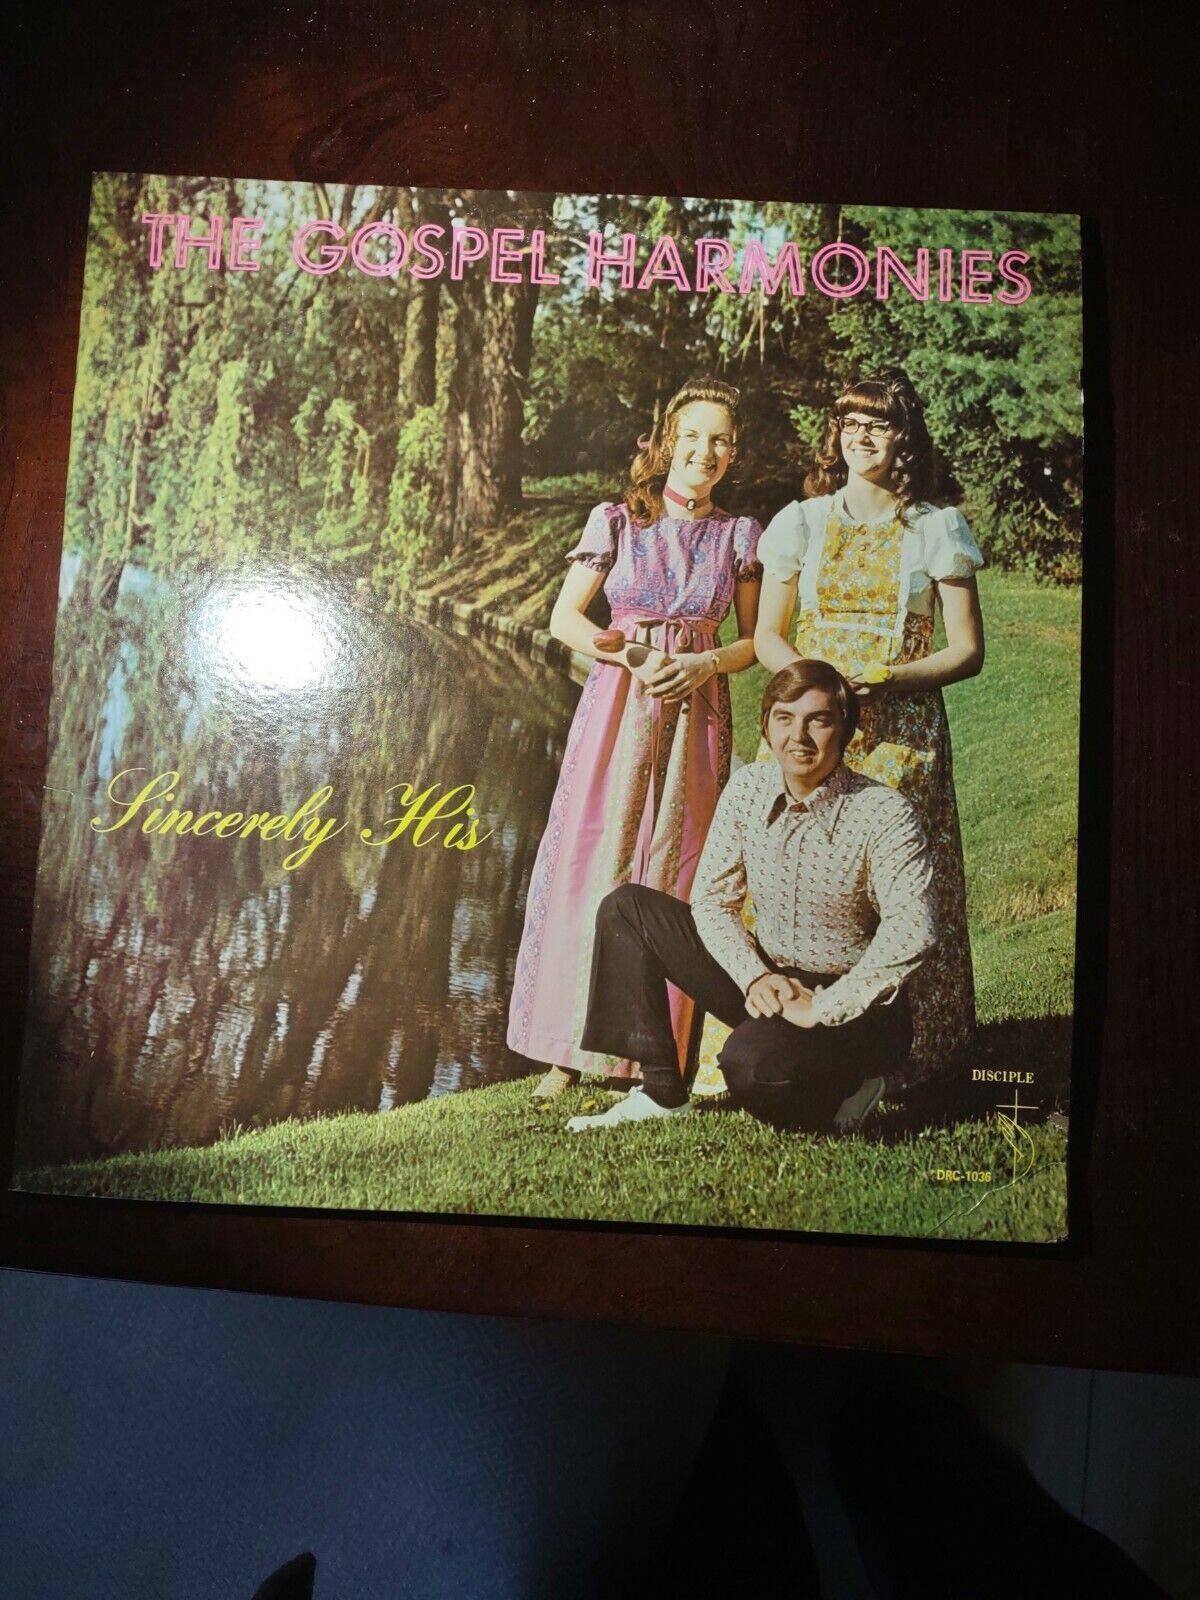 THE GOSPEL HARMONIES
Sincerely His
DISCIPLE
DRC-1036